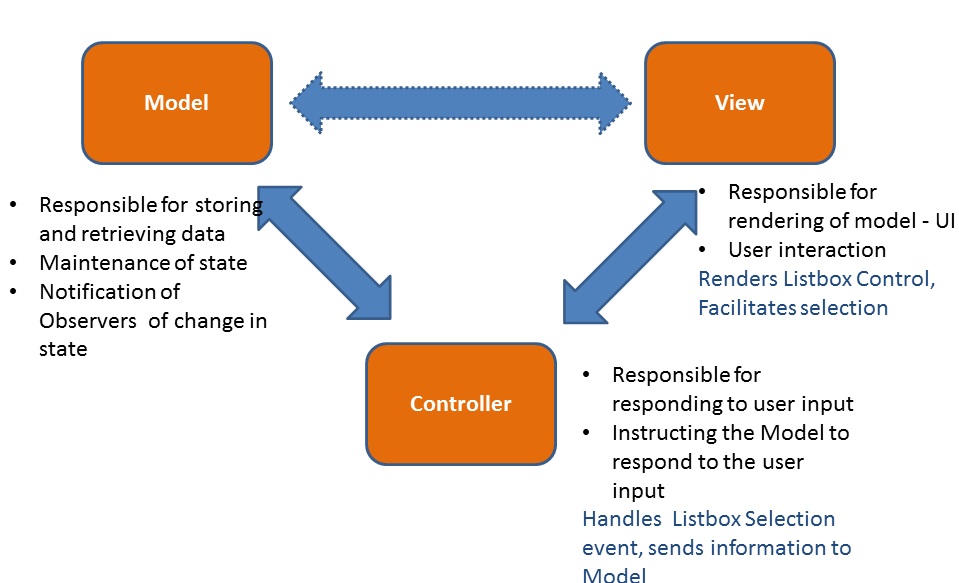 Model
View
• Responsible for storing
and retrieving data
• Maintenance of state
• Notification of
Observers of change in
state
• Responsible for
rendering of model - UI
• User interaction
Renders Listbox Control,
Facilitates selection
Controller
• Responsible for
responding to user input
• Instructing the Model to
respond to the user
input
Handles Listbox Selection
event, sends information to
Model